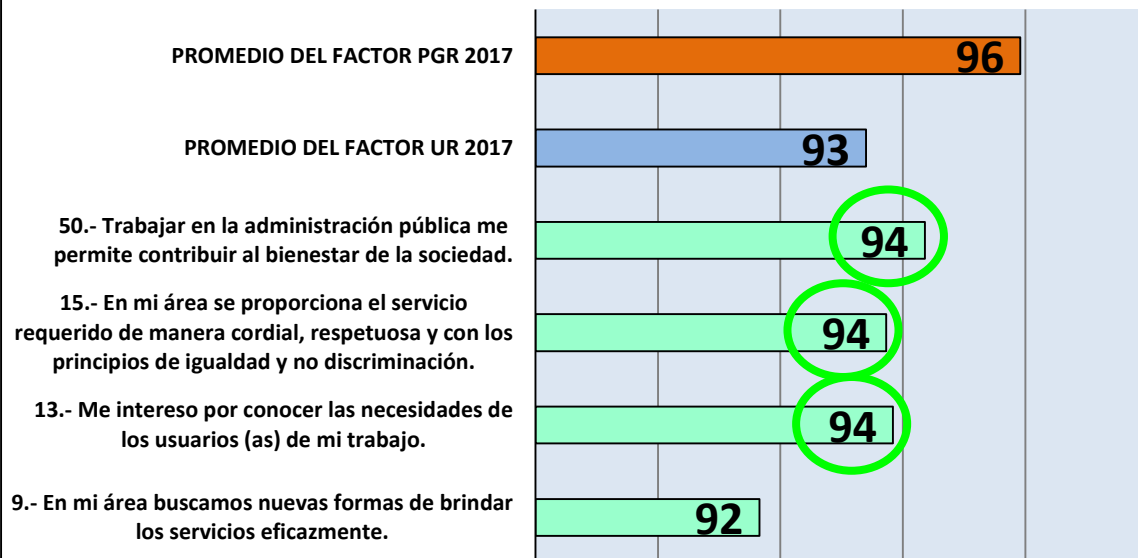 PROMEDIO DEL FACTOR PGR 2017
96
PROMEDIO DEL FACTOR UR 2017
93
50.- Trabajar en la administración pública me
permite contribuir al bienestar de la sociedad.
94
15.- En mi área se proporciona el servicio
requerido de manera cordial, respetuosa y con los
principios de igualdad y no discriminación.
94
13.- Me intereso por conocer las necesidades de
los usuarios (as) de mi trabajo.
94
9.- En mi área buscamos nuevas formas de brindar
los servicios eficazmente.
92